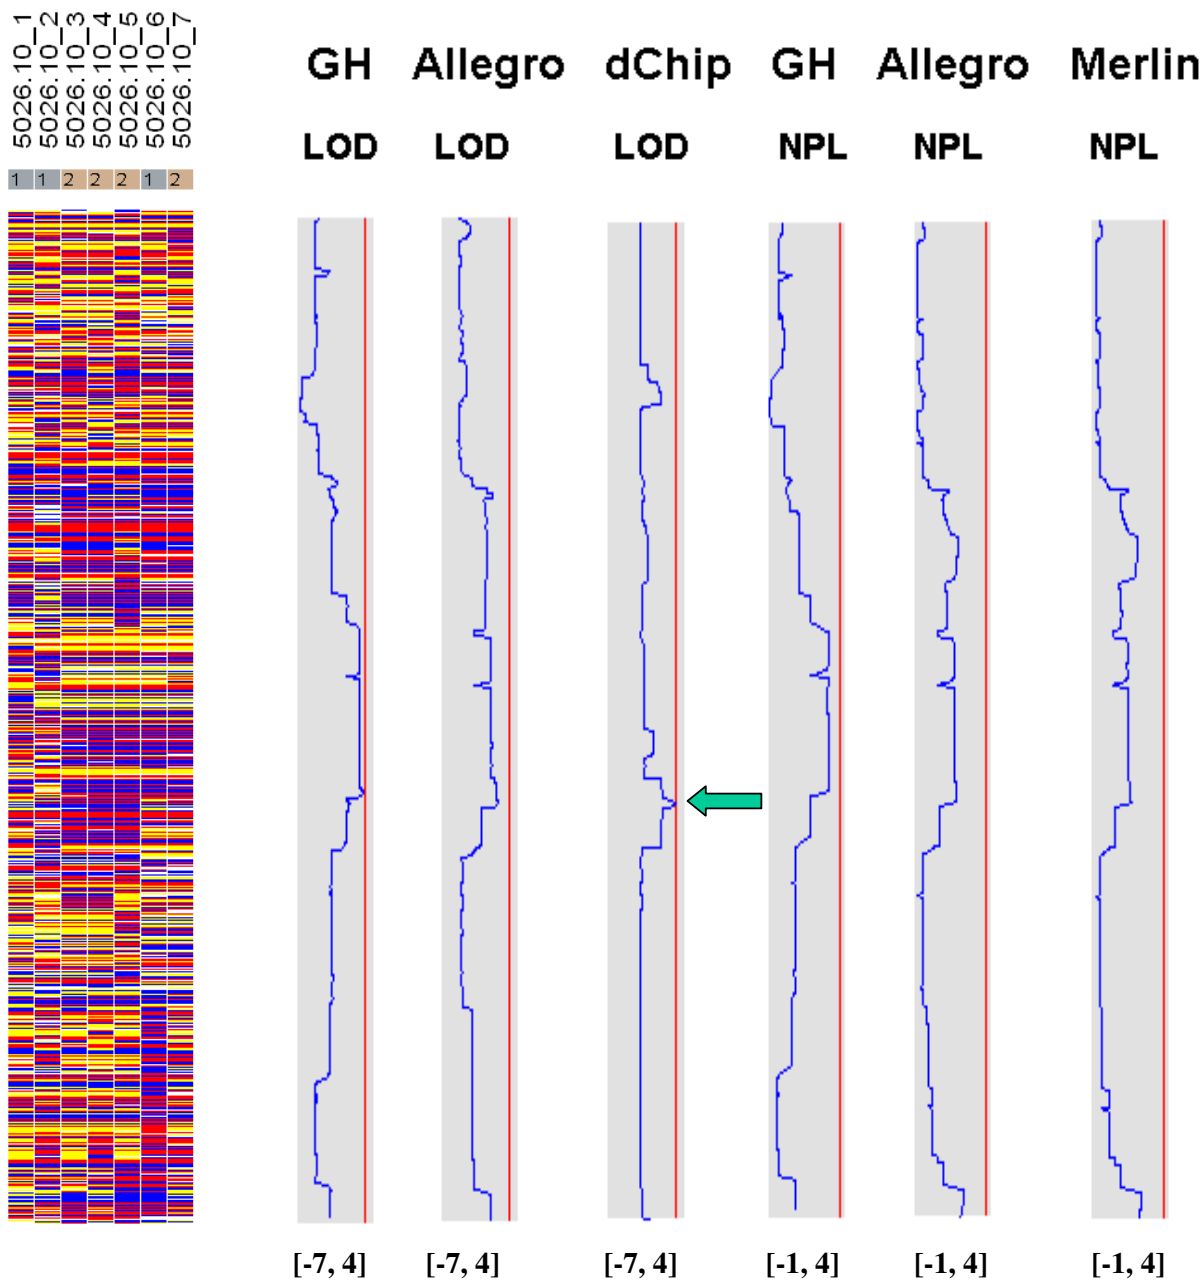 5026.10_1
5026.10_2
5026.10_3
5026.10_4
5026.10_5
5026.10_6
5026.10_7
GH Allegro dChip GH Allegro Merlin
LOD LOD LOD NPL NPL NPL
1 1 2 2 2 1 2
[-7, 4] [-7, 4] [-7, 4] [-1, 4] [-1, 4] [-1, 4]